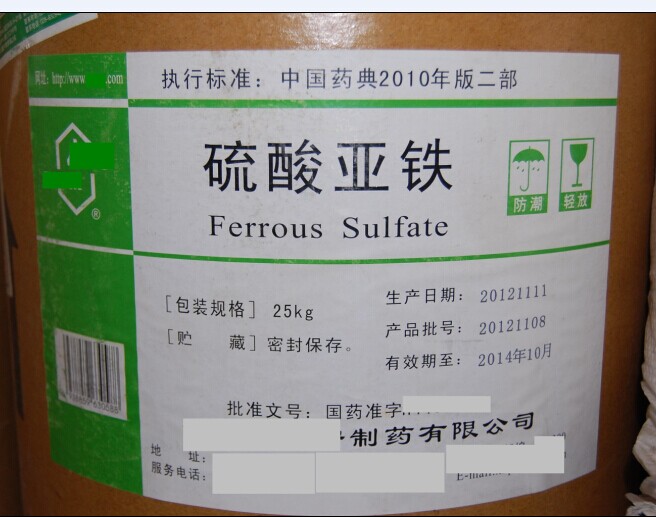 网址: http://www .com
执行标准：中国药典2010年版二部
硫酸亚铁
Ferrous Sulfate
防潮 轻放
®
[包装规格] 25kg
[贮 藏] 密封保存。
生产日期： 20121111
产品批号： 20121108
有效期至： 2014年10月
批准文号：国药准字
制药有限公司
地 址：
服务电话：
E-mail